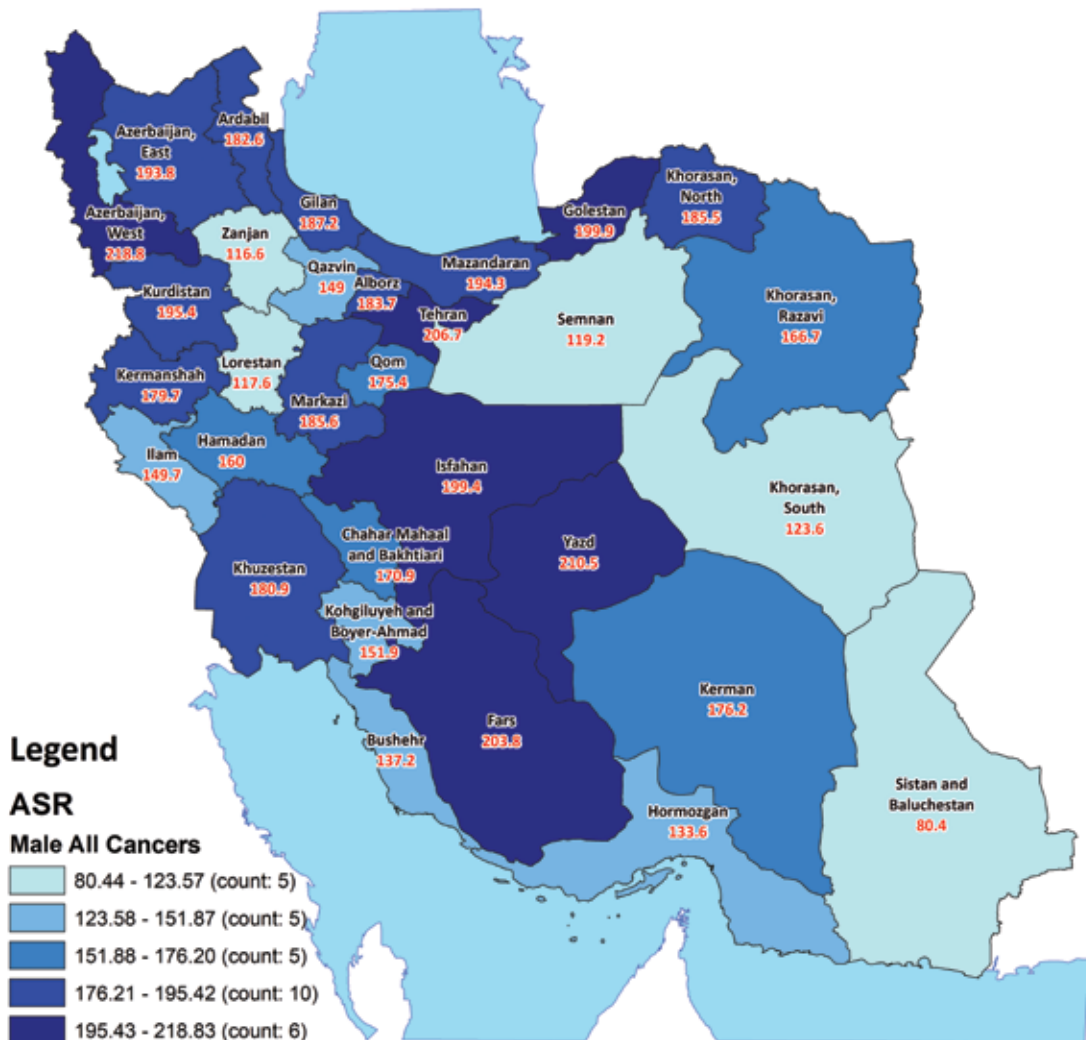 Ardabil
182.6
Azerbaijan,
East
193.8
Khorasan,
North
185.5
Gilan
187.2
Golestan
199.9
Azerbaijan,
West
218.8
Zanjan
116.6
Qazvin
149
Mazandaran
194.3
Alborz
183.7
Kurdistan
195.4
Tehran
206.7
Semnan
119.2
Khorasan,
Razavi
166.7
Lorestan
117.6
Qom
175.4
Kermanshah
179.7
Markazi
185.6
Hamadan
160
Ilam
149.7
Isfahan
199.4
Khorasan,
South
123.6
Chahar Mahaal
and Bakhtiari
170.9
Yazd
210.5
Khuzestan
180.9
Kohgiluyeh and
Boyer-Ahmad
151.9
Kerman
176.2
Fars
203.8
Bushehr
137.2
Hormozgan
133.6
Sistan and
Baluchestan
80.4
Legend
ASR
Male All Cancers
80.44 - 123.57 (count: 5)
123.58 - 151.87 (count: 5)
151.88 - 176.20 (count: 5)
176.21 - 195.42 (count: 10)
195.43 - 218.83 (count: 6)